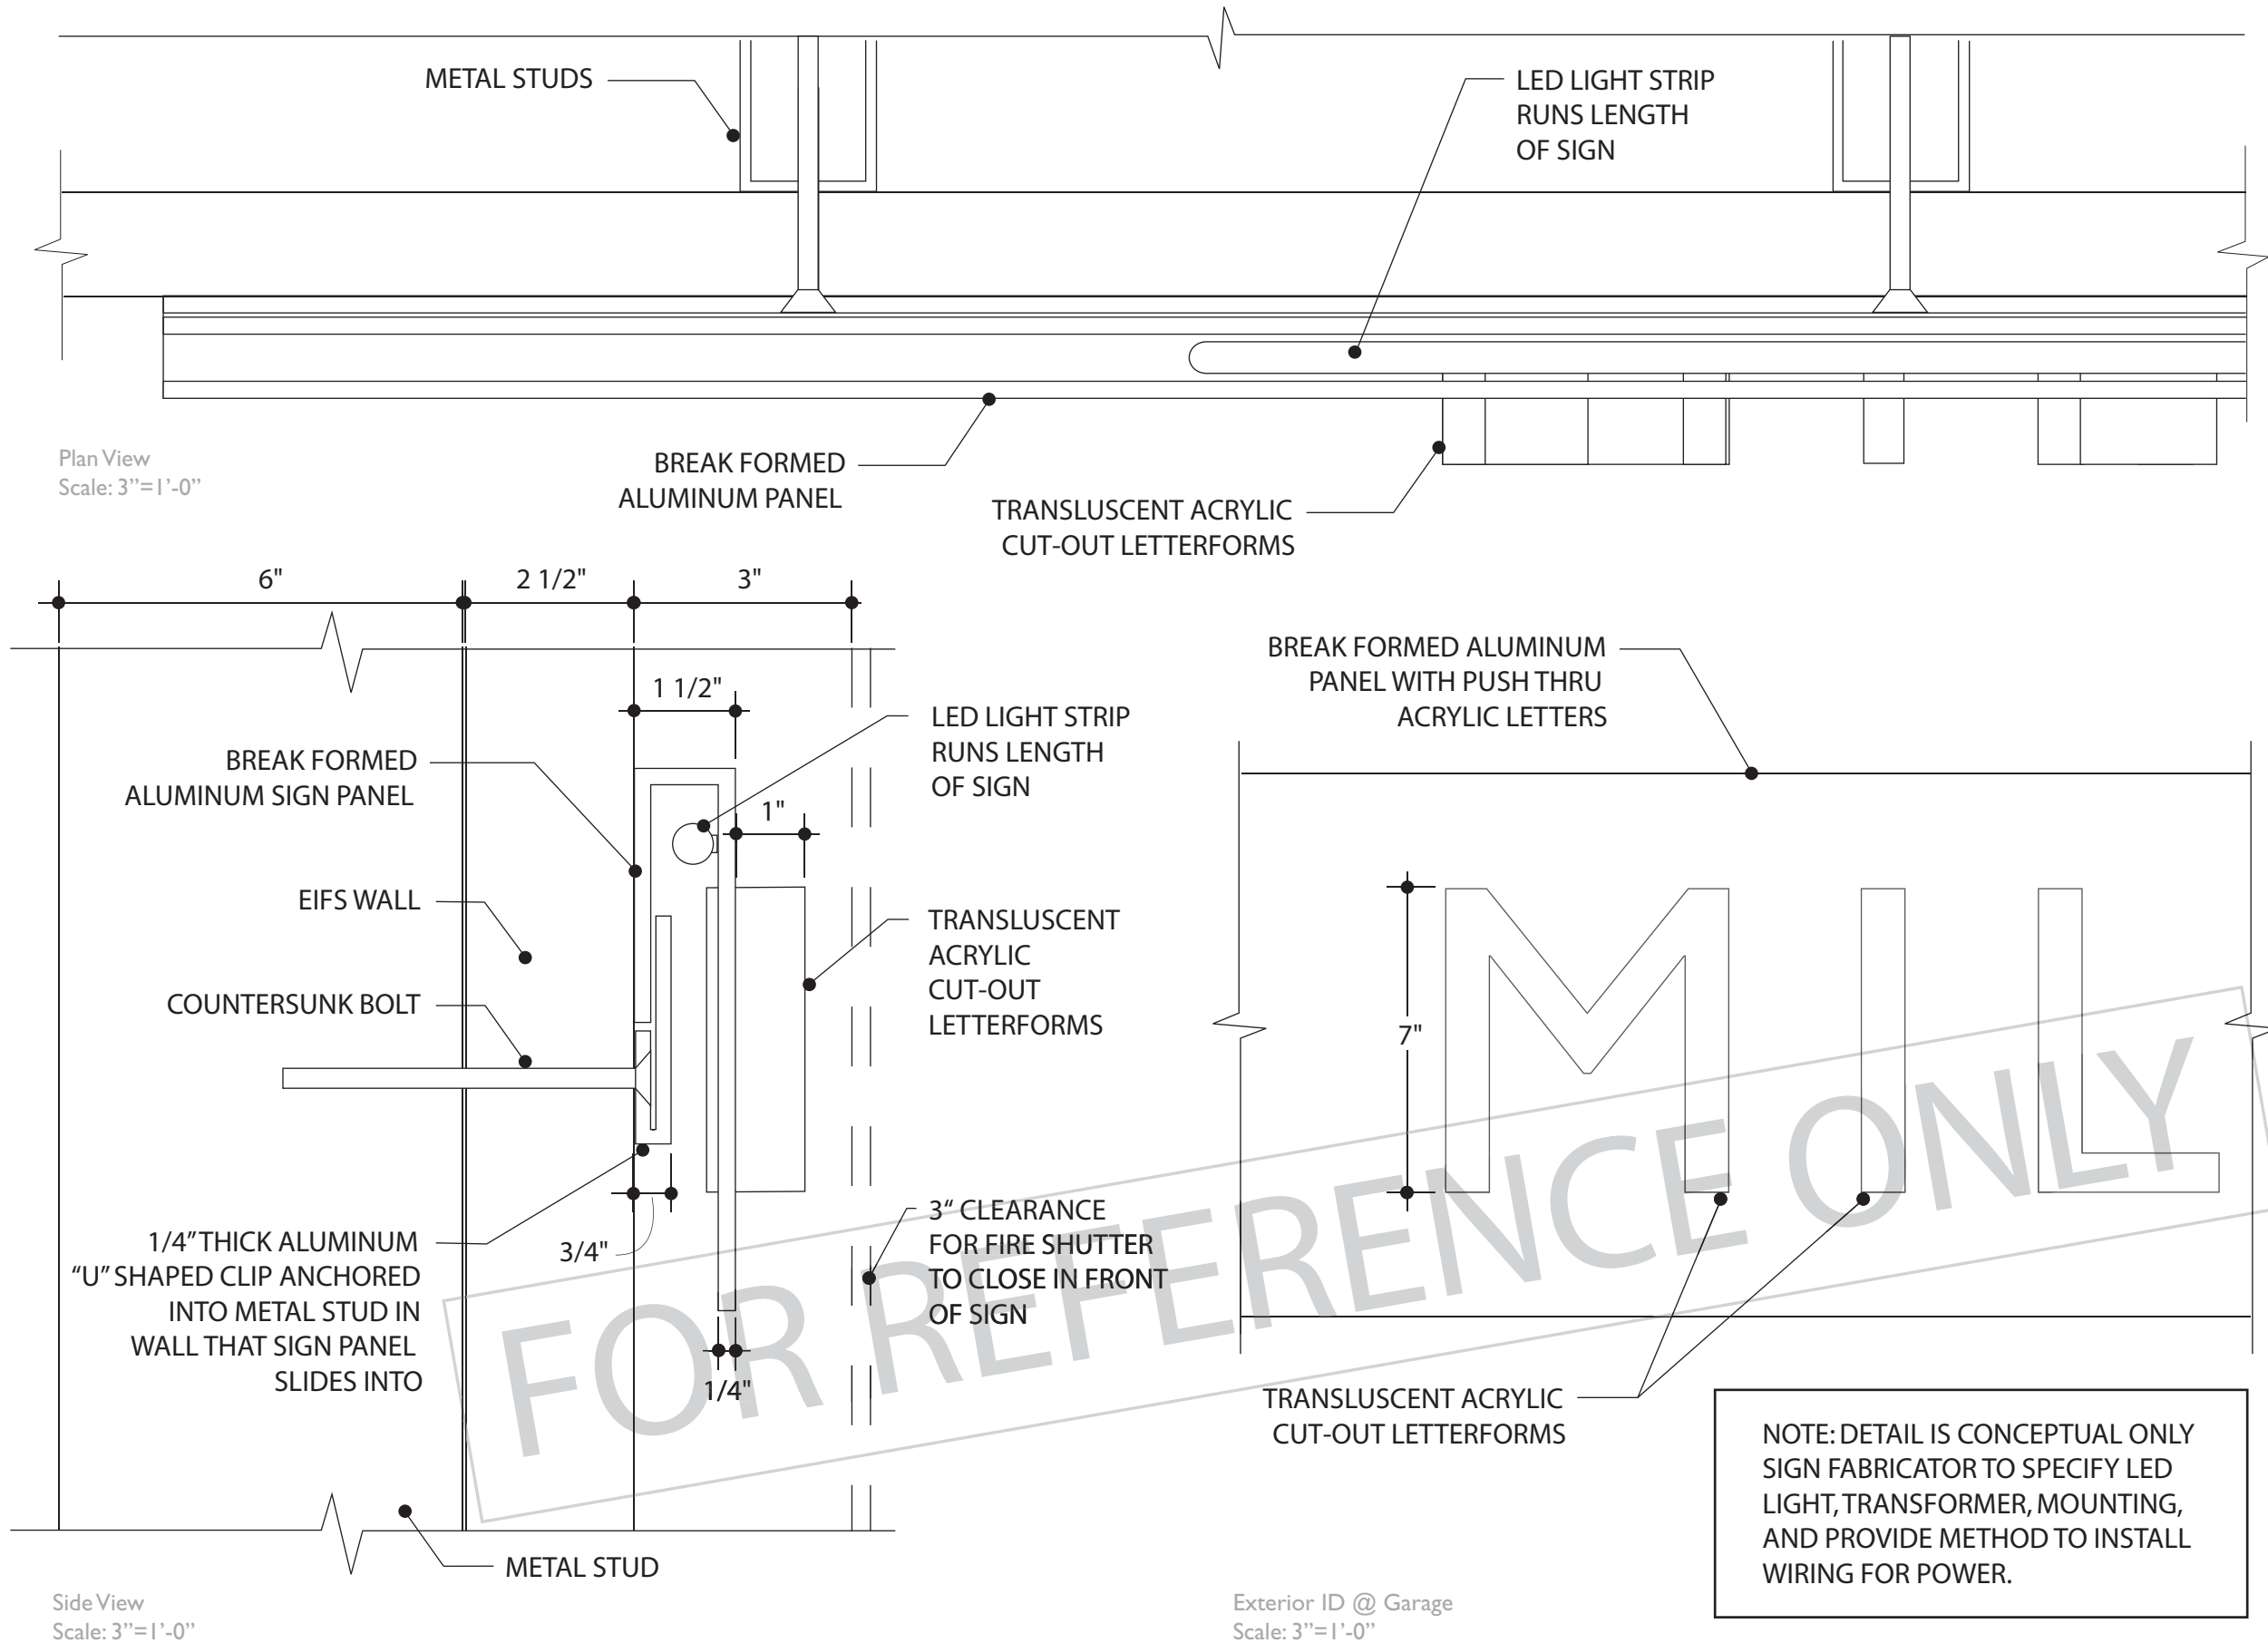 METAL STUDS
LED LIGHT STRIP
RUNS LENGTH
OF SIGN
Plan View
Scale: 3”=1’-0”
BREAK FORMED
ALUMINUM PANEL
TRANSLUSCENT ACRYLIC
CUT-OUT LETTERFORMS
6"
2 1/2"
3"
1 1/2"
LED LIGHT STRIP
RUNS LENGTH
OF SIGN
BREAK FORMED
ALUMINUM SIGN PANEL
1"
EIFS WALL
TRANSLUSCENT
ACRYLIC
CUT-OUT
LETTERFORMS
COUNTERSUNK BOLT
1/4” THICK ALUMINUM
“U” SHAPED CLIP ANCHORED
INTO METAL STUD IN
WALL THAT SIGN PANEL
SLIDES INTO
3/4"
3“ CLEARANCE
FOR FIRE SHUTTER
TO CLOSE IN FRONT
OF SIGN
1/4"
METAL STUD
Side View
Scale: 3”=1’-0”
BREAK FORMED ALUMINUM
PANEL WITH PUSH THRU
ACRYLIC LETTERS
7"
MIL
FOR REFERENCE ONLY
TRANSLUSCENT ACRYLIC
CUT-OUT LETTERFORMS
NOTE: DETAIL IS CONCEPTUAL ONLY
SIGN FABRICATOR TO SPECIFY LED
LIGHT, TRANSFORMER, MOUNTING,
AND PROVIDE METHOD TO INSTALL
WIRING FOR POWER.
Exterior ID @ Garage
Scale: 3”=1’-0”